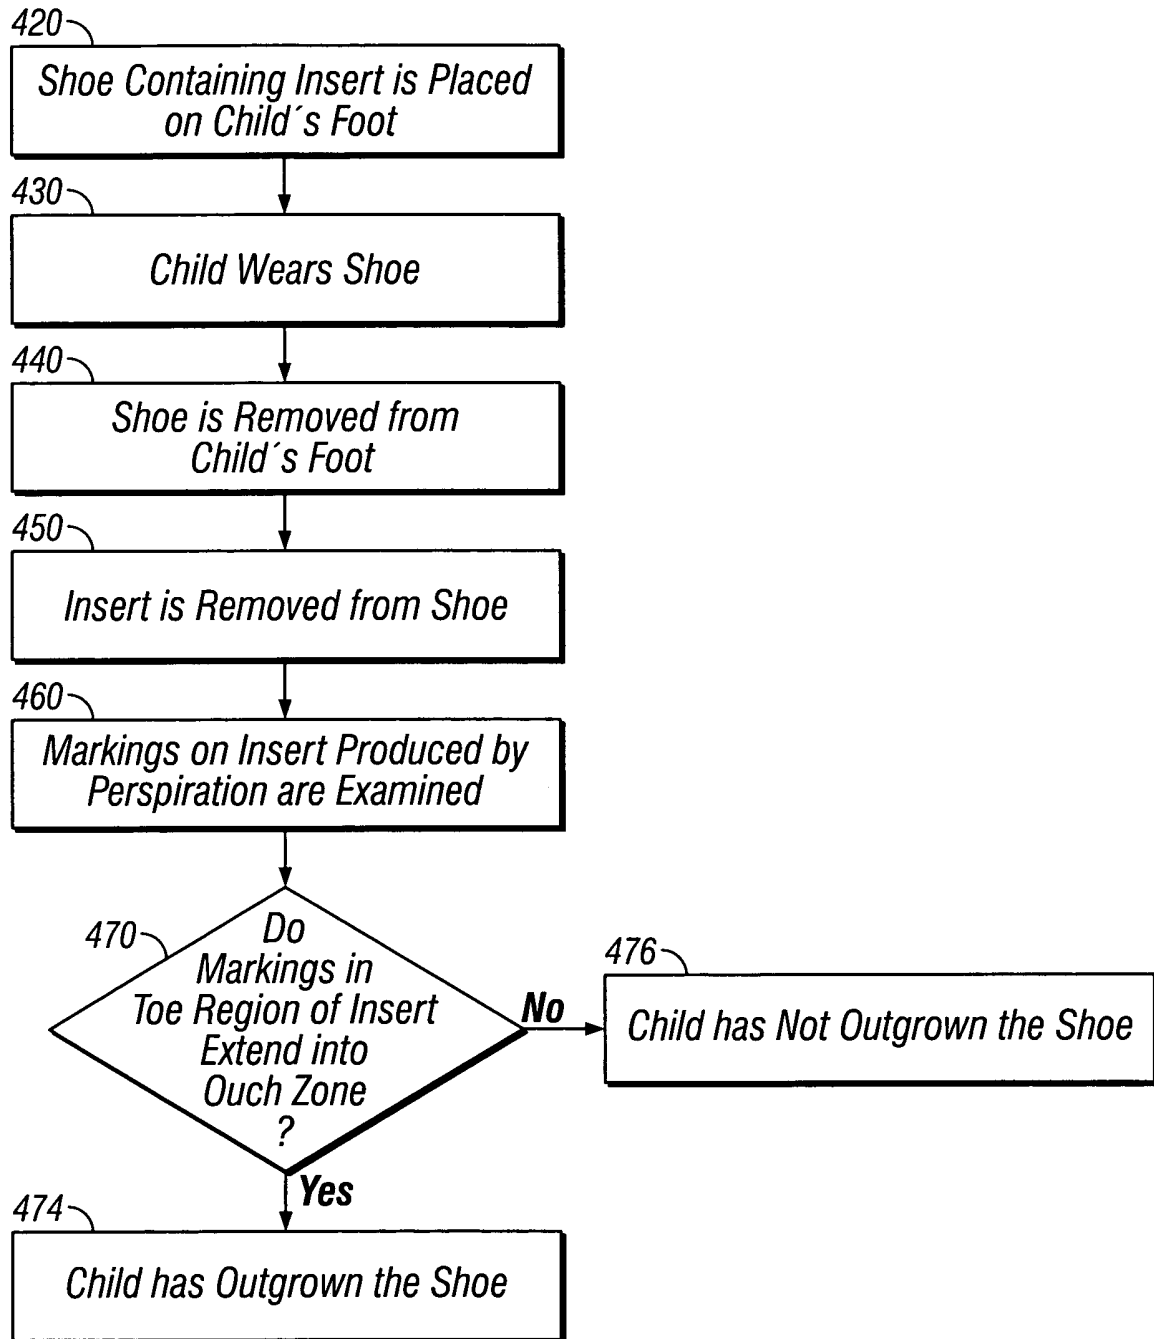 420
Shoe Containing Insert is Placed
on Child´s Foot
430
Child Wears Shoe
440
Shoe is Removed from
Child´s Foot
450
Insert is Removed from Shoe
460
Markings on Insert Produced by
Perspiration are Examined
470
Do
Markings in
Toe Region of Insert
Extend into
Ouch Zone
?
No
476
Child has Not Outgrown the Shoe
Yes
474
Child has Outgrown the Shoe